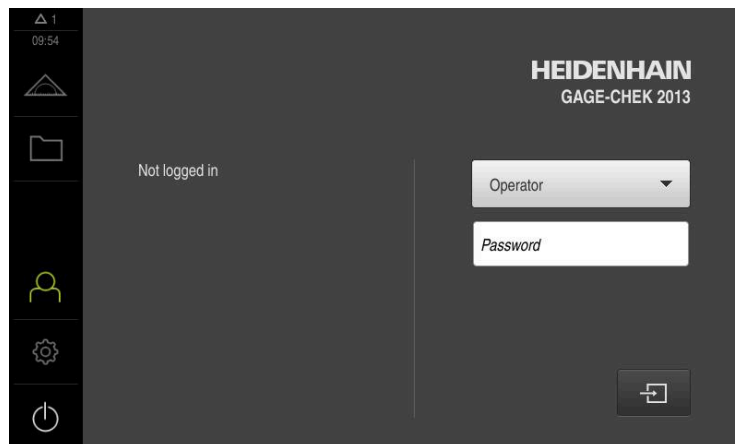 1
09:54
HEIDENHAIN
GAGE-CHEK 2013
Not logged in
Operator
Password